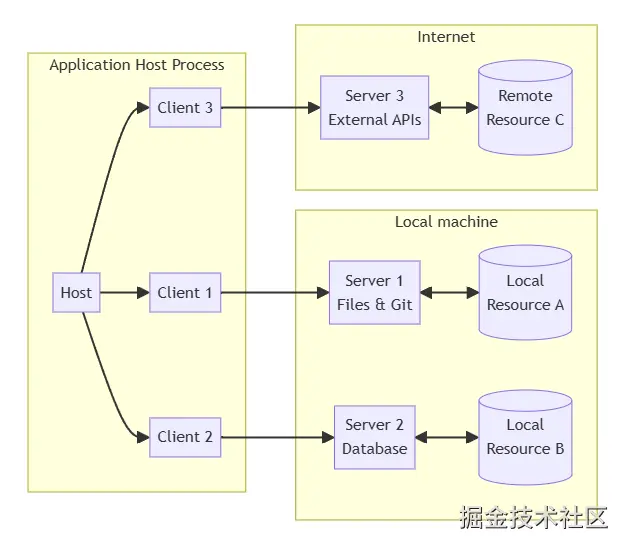 Internet
Application Host Process
Client 3
Server 3
External APIs
Remote
Resource C
Local machine
Host
Client 1
Server 1
Files & Git
Local
Resource A
Client 2
Server 2
Database
Local
Resource B
掘金技术社区